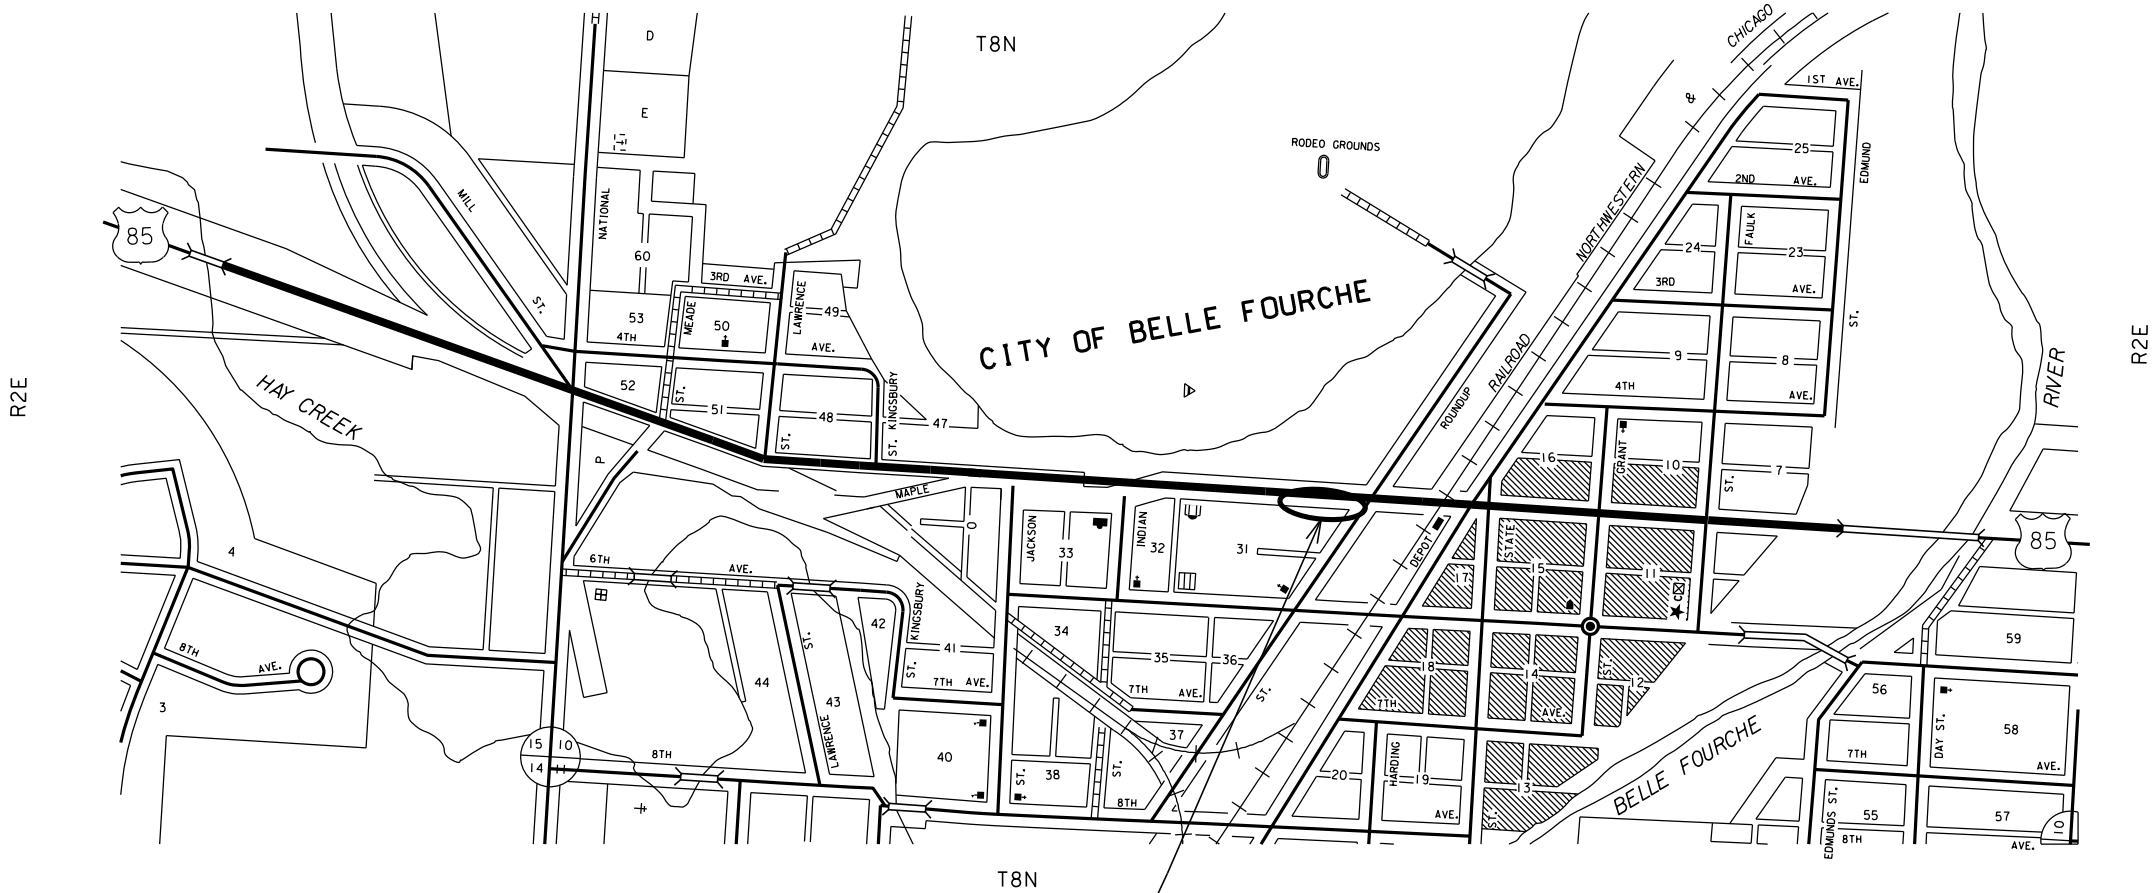 CHICAGO
&
NORTHWESTERN
RAILROAD
T8N
D
H
E
RODEO GROUNDS
1ST AVE.
25
EDMUND
2ND AVE.
MILL
ST.
NATIONAL
60
85
3RD AVE.
FAULK
24
23
3RD AVE.
LAWRENCE
49
MEADE
53
50
4TH AVE.
ST.
CITY OF BELLE FOURCHE
R2E
R2E
RIVER
HAY CREEK
52
ST.
51
48
ST.
KINGSBURY
ST.
47
9
8
4TH AVE.
ROUNDUP
16
GRANT
10
7
ST.
P
MAPLE
O
JACKSON
33
INDIAN
32
31
DEPOT
STATE
17
15
11
C
85
4
6TH AVE.
42
KINGSBURY
41
ST.
7TH AVE.
34
35
36
7TH AVE.
ST.
18
14
ST.
12
59
8TH AVE.
3
44
ST.
43
LAWRENCE
40
37
38
ST.
ST.
8TH
7TH AVE.
20
HARDING
19
AVE.
13
ST.
BELLE FOURCHE
56
58
DAY ST.
7TH AVE.
15 10
14 11
8TH
EDMUNDS ST.
55
57
10
8TH AVE.
T8N